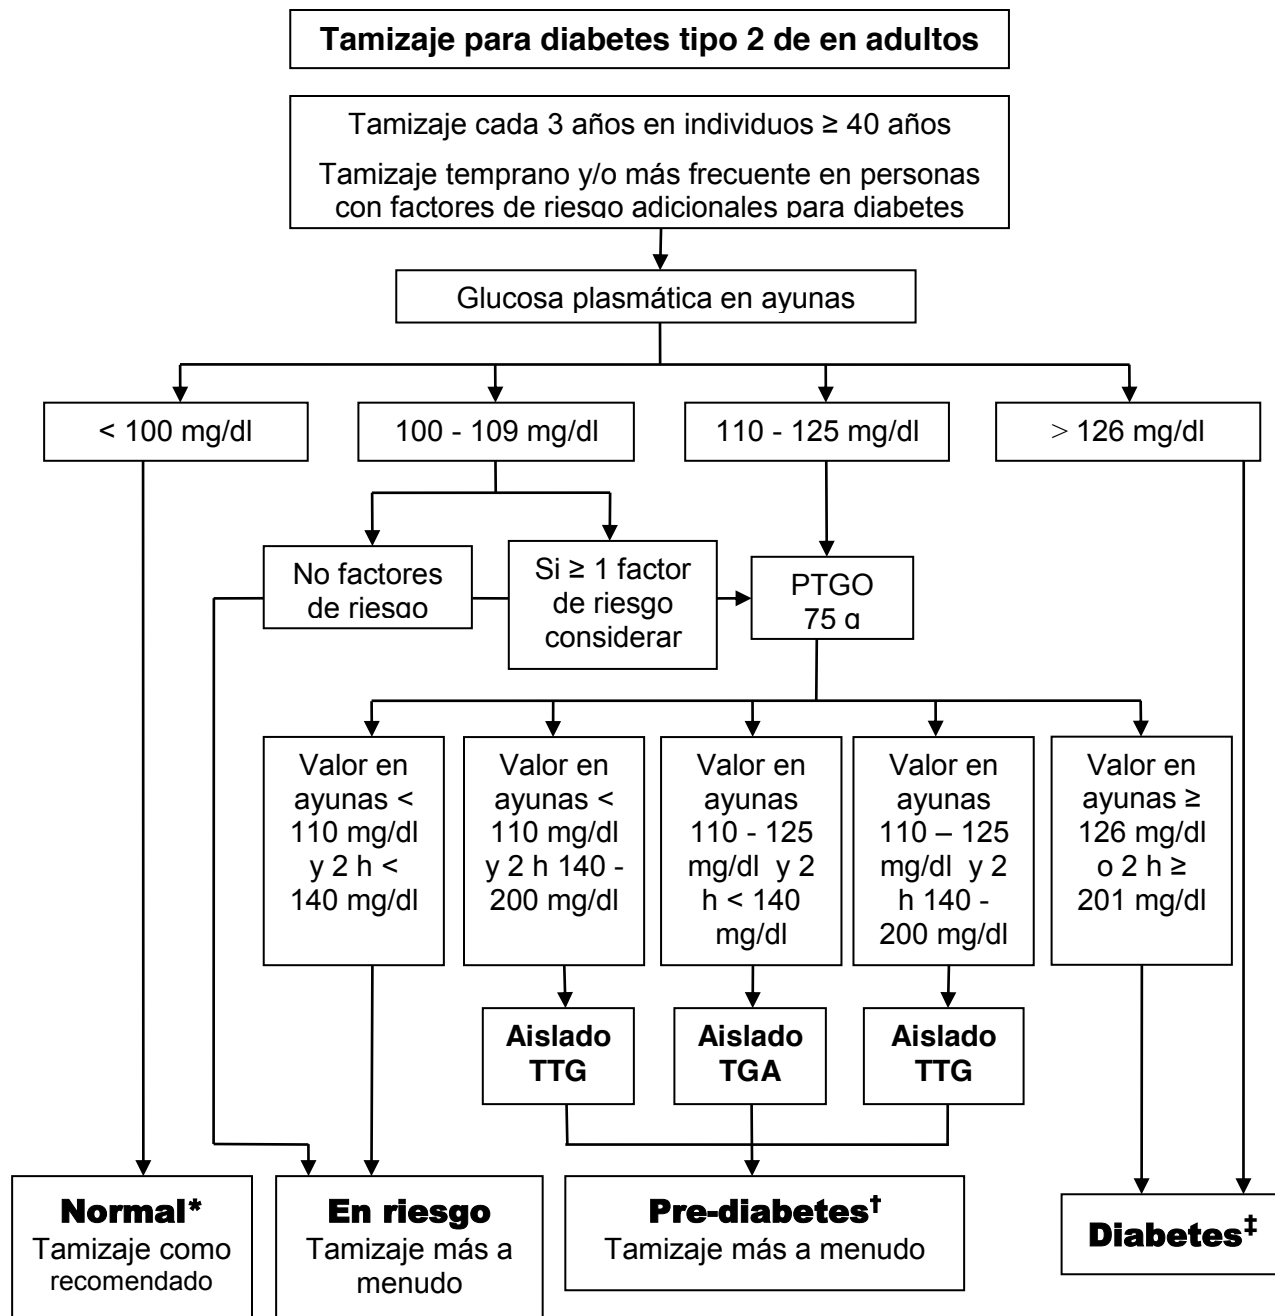 Tamizaje para diabetes tipo 2 de en adultos
Tamizaje cada 3 años en individuos ≥ 40 años
Tamizaje temprano y/o más frecuente en personas
con factores de riesgo adicionales para diabetes
Glucosa plasmática en ayunas
< 100 mg/dl
100 - 109 mg/dl
110 - 125 mg/dl
> 126 mg/dl
No factores
de riesgo
Si ≥ 1 factor
de riesgo
considerar
PTGO
75 g
Valor en
ayunas <
110 mg/dl
y 2 h <
140 mg/dl
Valor en
ayunas <
110 mg/dl
y 2 h 140 -
200 mg/dl
Valor en
ayunas
110 - 125
mg/dl y 2
h < 140
mg/dl
Valor en
ayunas
110 – 125
mg/dl y 2
h 140 -
200 mg/dl
Valor en
ayunas ≥
126 mg/dl
o 2 h ≥
201 mg/dl
Aislado
TTG
Aislado
TGA
Aislado
TTG
Normal*
Tamizaje como
recomendado
En riesgo
Tamizaje más a
menudo
Pre-diabetes†
Tamizaje más a menudo
Diabetes‡